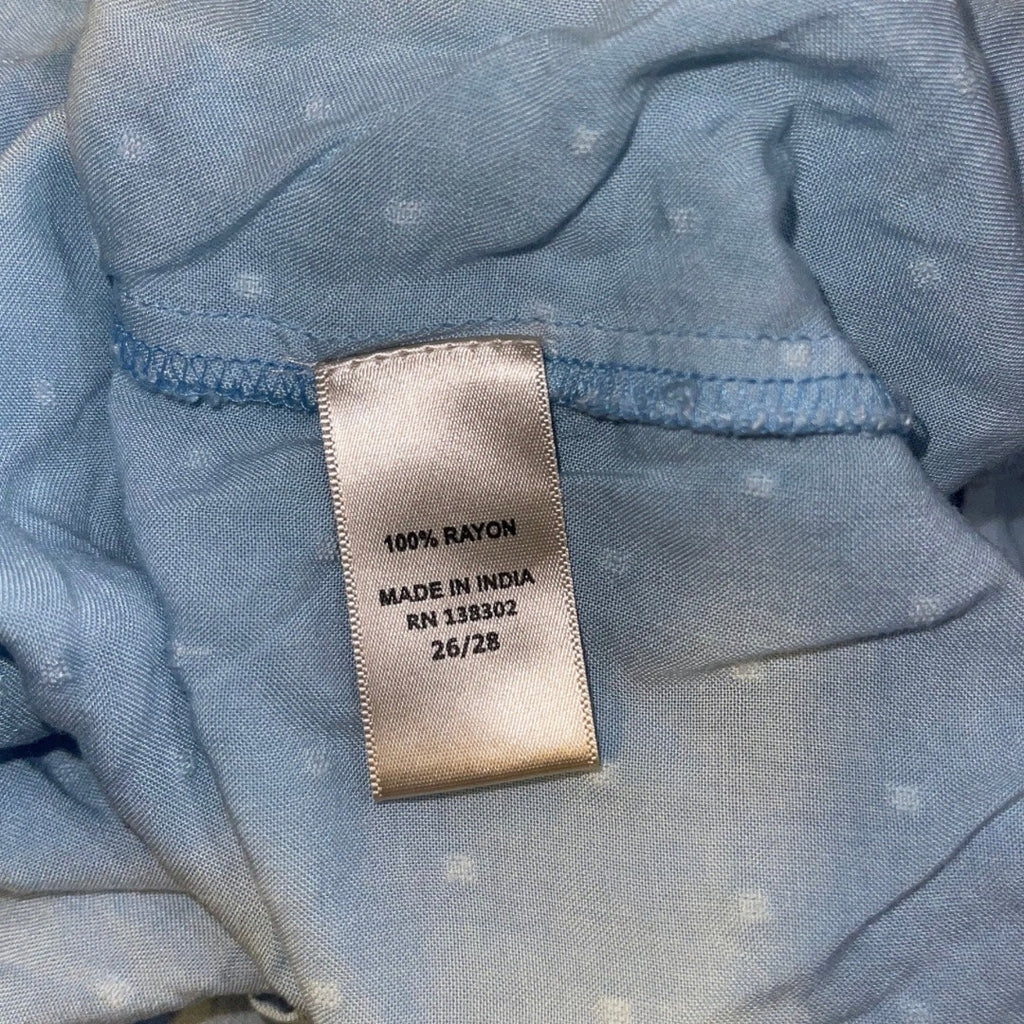 100% RAYON
MADE IN INDIA
RN 138302
26/28